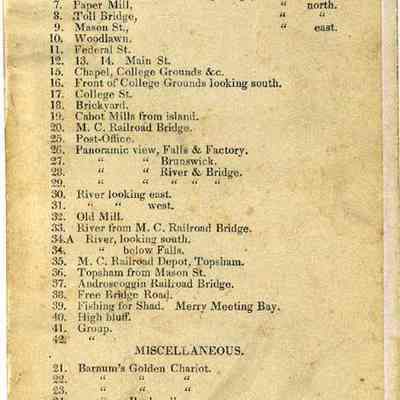 7. Paper Mill, " north.
8. Toll Bridge, " "
9. Mason St., " east.
10. Woodlawn.
11. Federal St.
12. 13. 14. Main St.
15. Chapel, College Grounds &c.
16. Front of College Grounds looking south.
17. College St.
18. Brickyard.
19. Cabot Mills from island.
20. M. C. Railroad Bridge.
25. Post-Office.
26. Panoramic view, Falls & Factory.
27. " " Brunswick.
28. " " River & Bridge.
29. " " " " "
30. River looking east.
31. " " west.
32. Old Mill.
33. River from M. C. Railroad Bridge.
34.A River, looking south.
34. " below Falls.
35. M. C. Railroad Depot, Topsham.
36. Topsham from Mason St.
37. Androscoggin Railroad Bridge.
38. Free Bridge Road.
39. Fishing for Shad. Merry Meeting Bay.
40. High bluff.
41. Group.
42. "
MISCELLANEOUS.
21. Barnum's Golden Chariot.
22. " " "
23. " " "